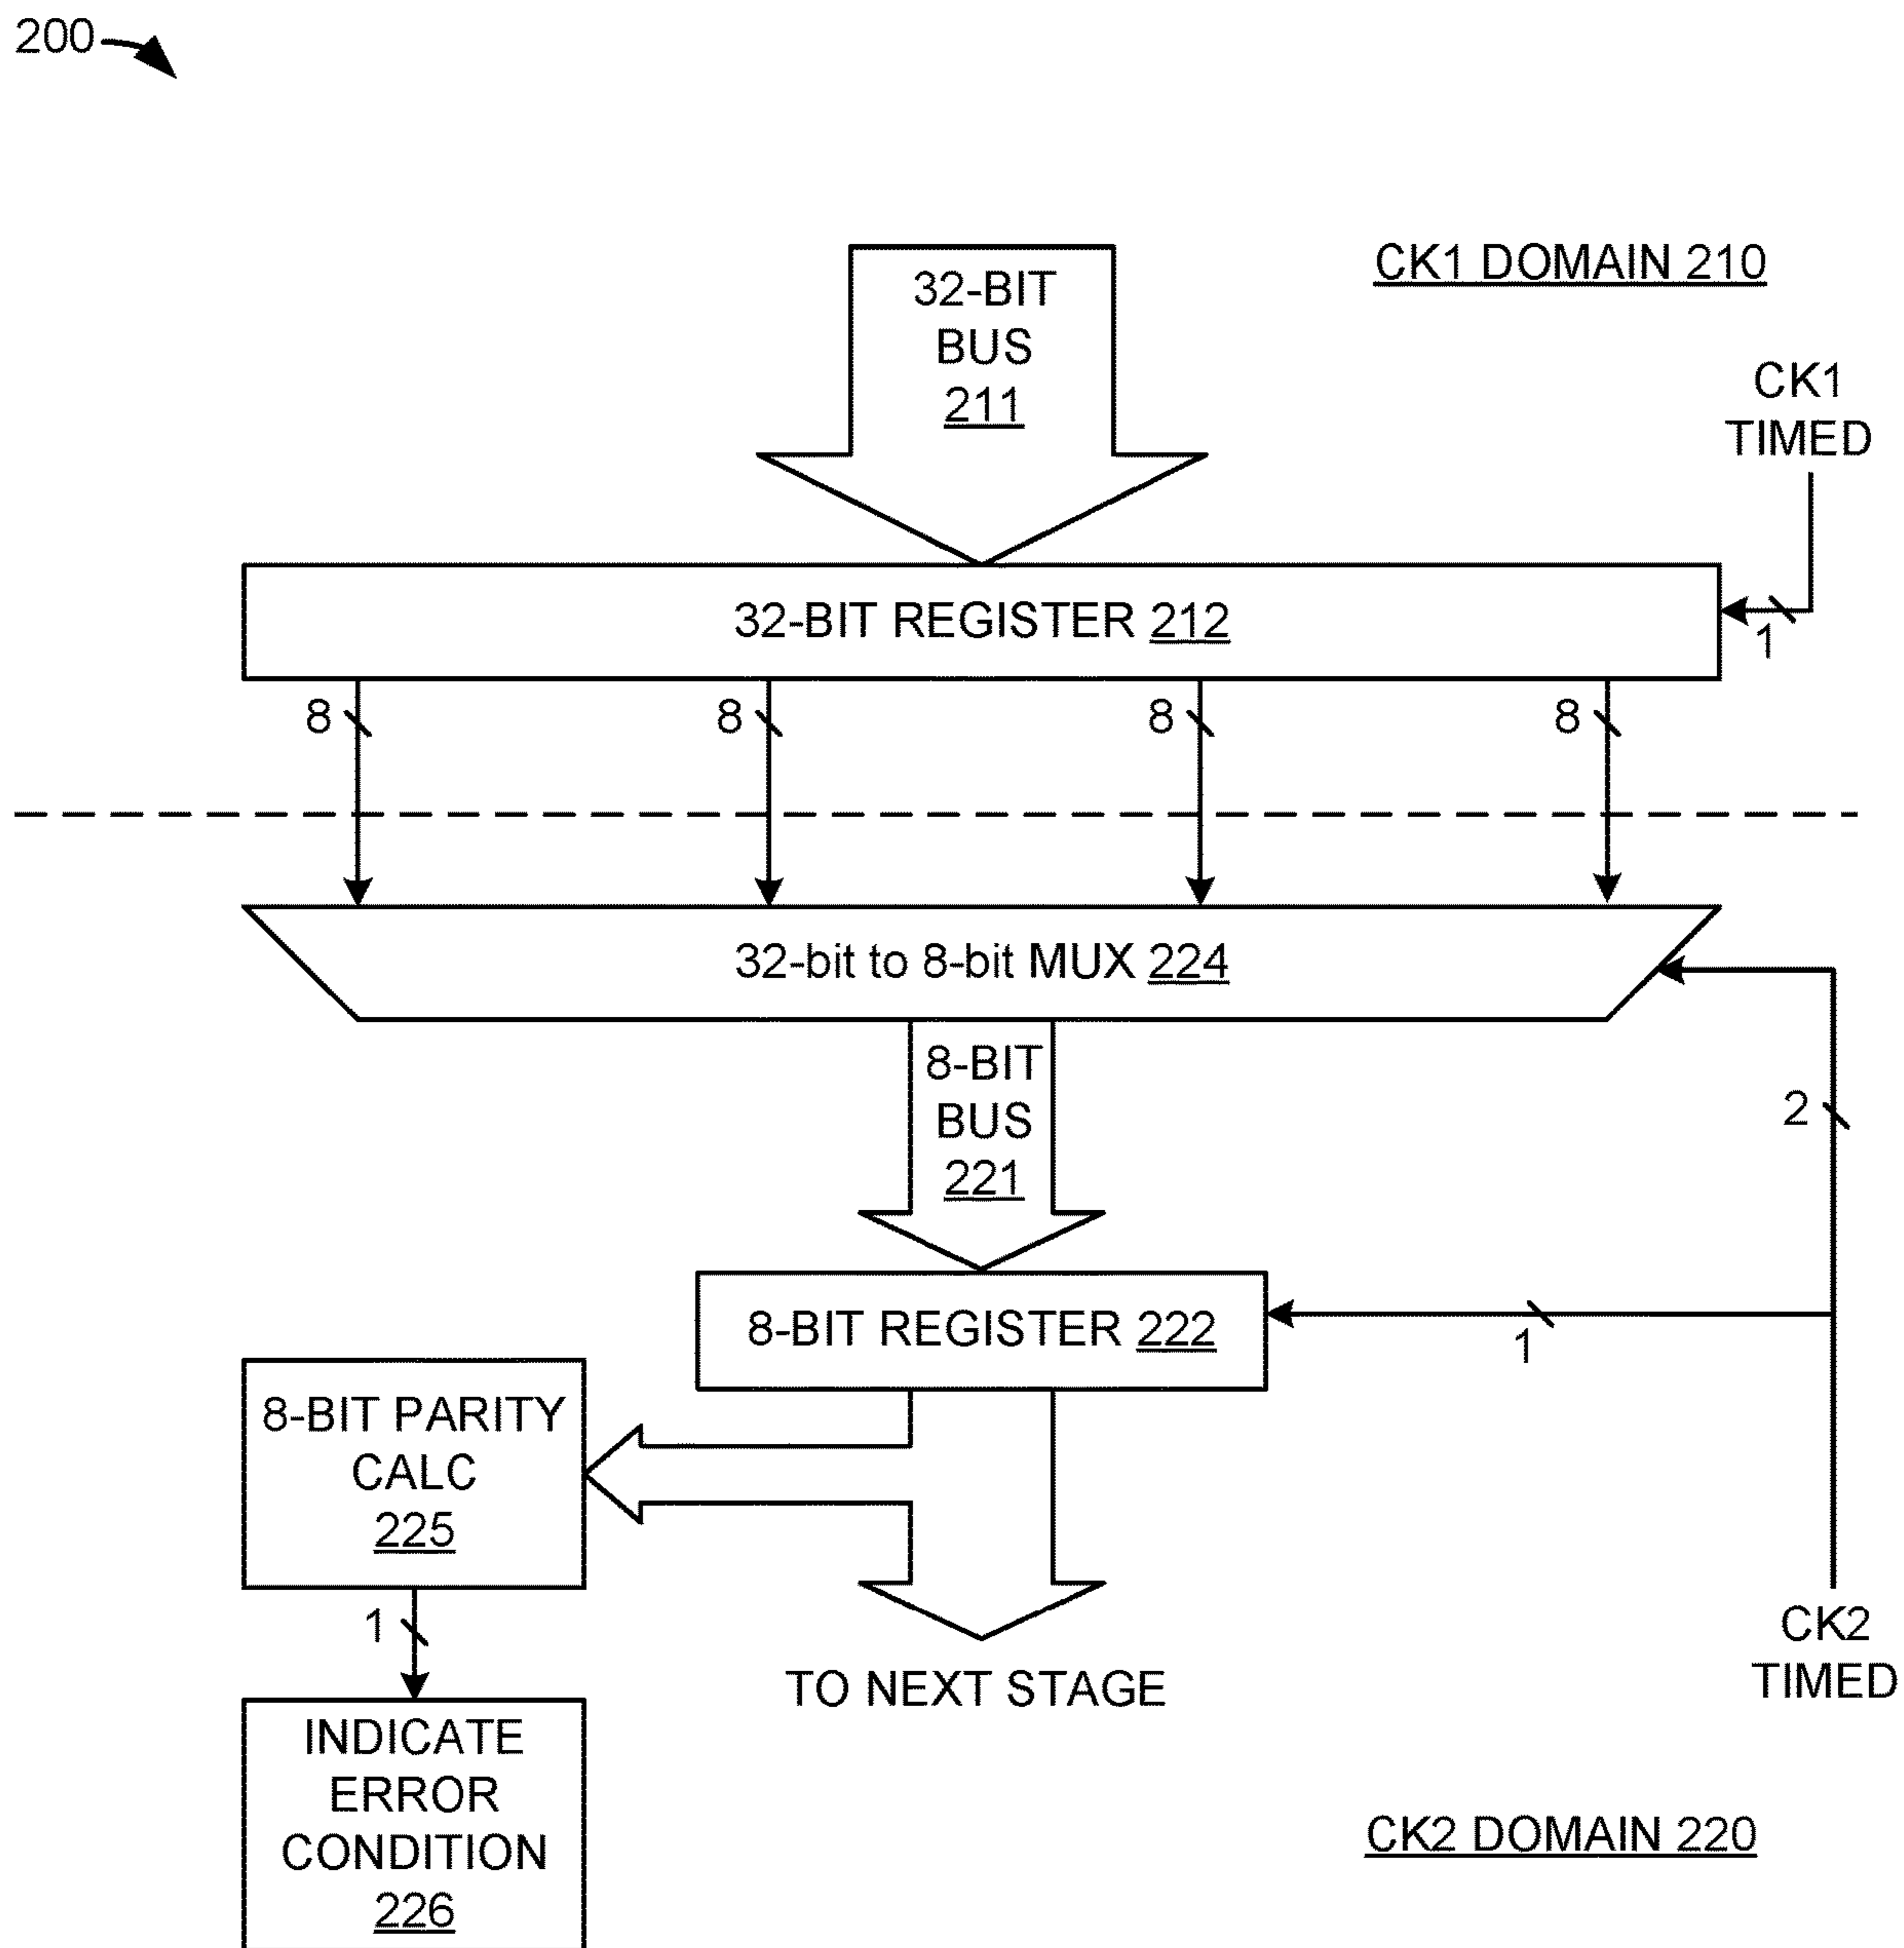 200
CK1 DOMAIN 210
32-BIT
BUS
211
CK1
TIMED
32-BIT REGISTER 212
1
8
8
8
8
32-bit to 8-bit MUX 224
8-BIT
BUS
221
2
8-BIT REGISTER 222
1
8-BIT PARITY
CALC
225
1
CK2
TIMED
TO NEXT STAGE
INDICATE
ERROR
CONDITION
226
CK2 DOMAIN 220